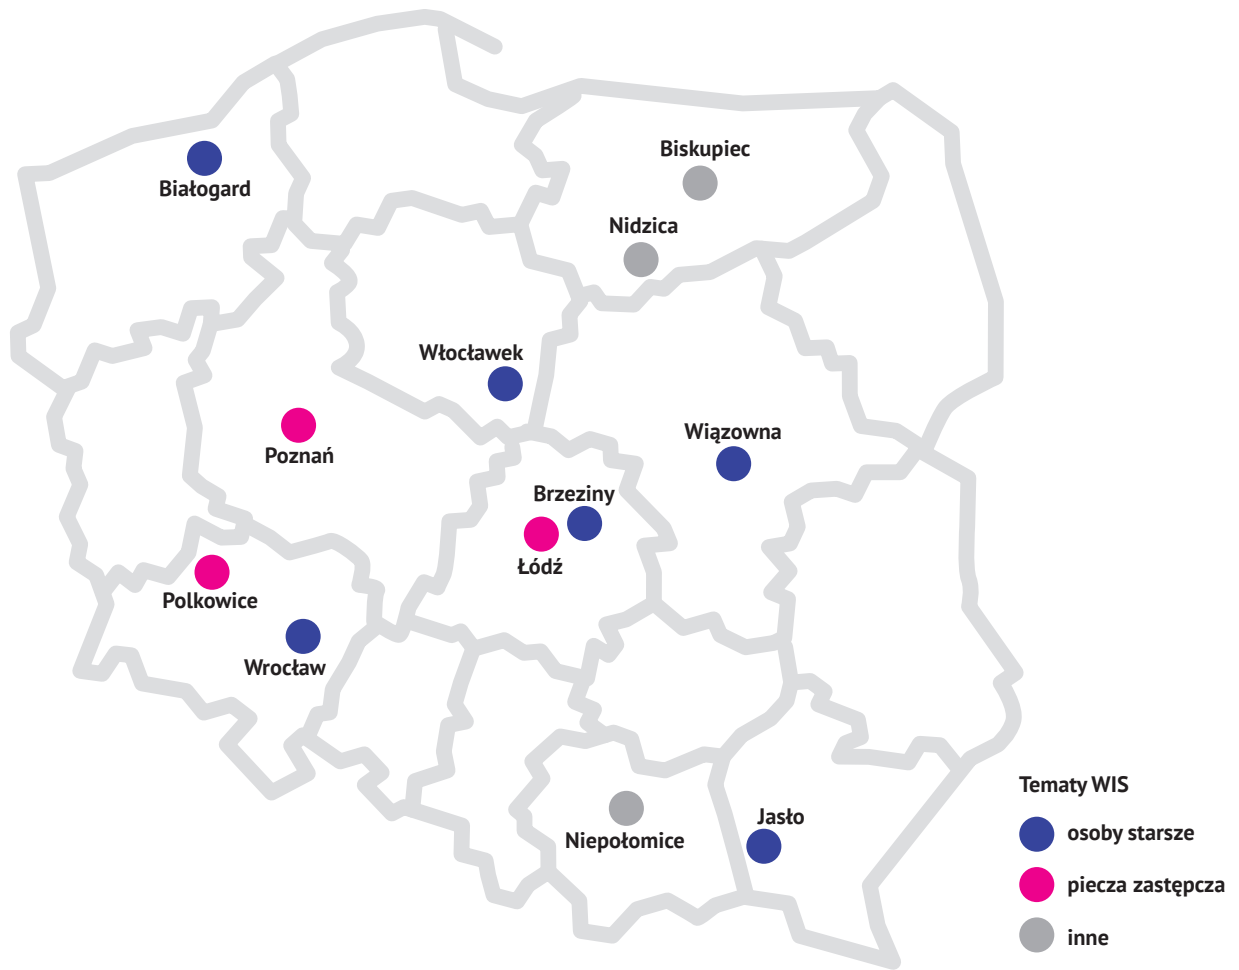 Biskupiec
Białogard
Nidzica
Włocławek
Wiązowna
Poznań
Brzeziny
Łódź
Polkowice
Wrocław
Tematy WIS
Jasło
osoby starsze
Niepołomice
piecza zastępcza
inne